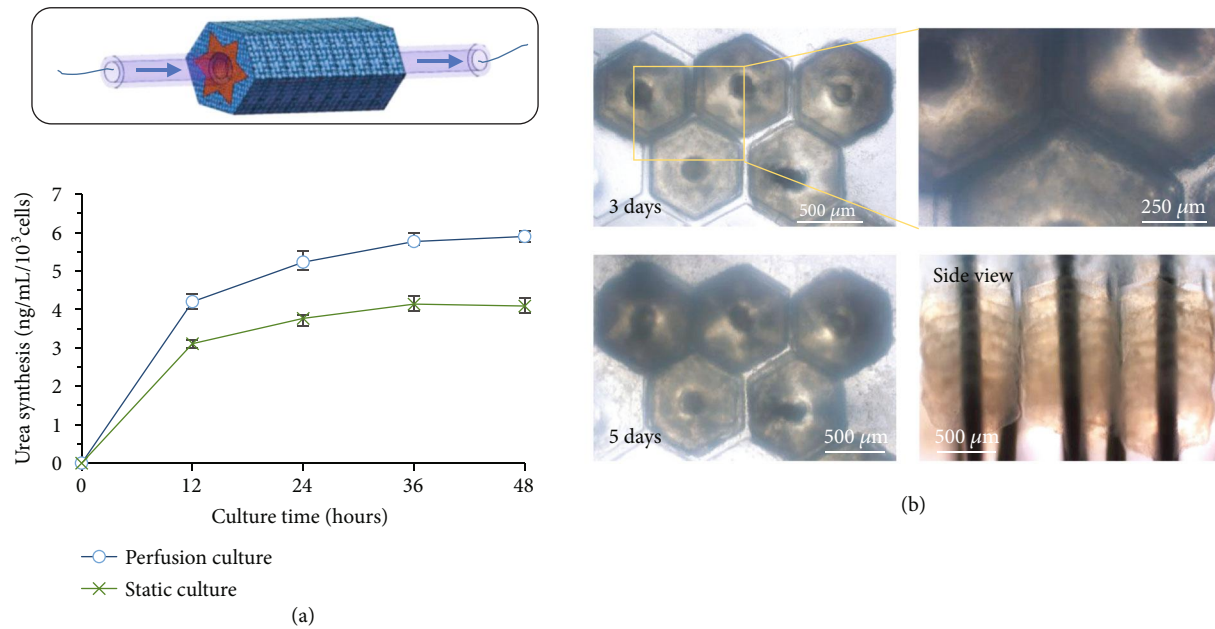 7
6
5
4
3
2
1
0
Urea synthesis (ng/mL/10³cells)
0 12 24 36 48
Culture time (hours)
Perfusion culture
Static culture
(a)
3 days
500 μm
250 μm
5 days
500 μm
Side view
500 μm
(b)